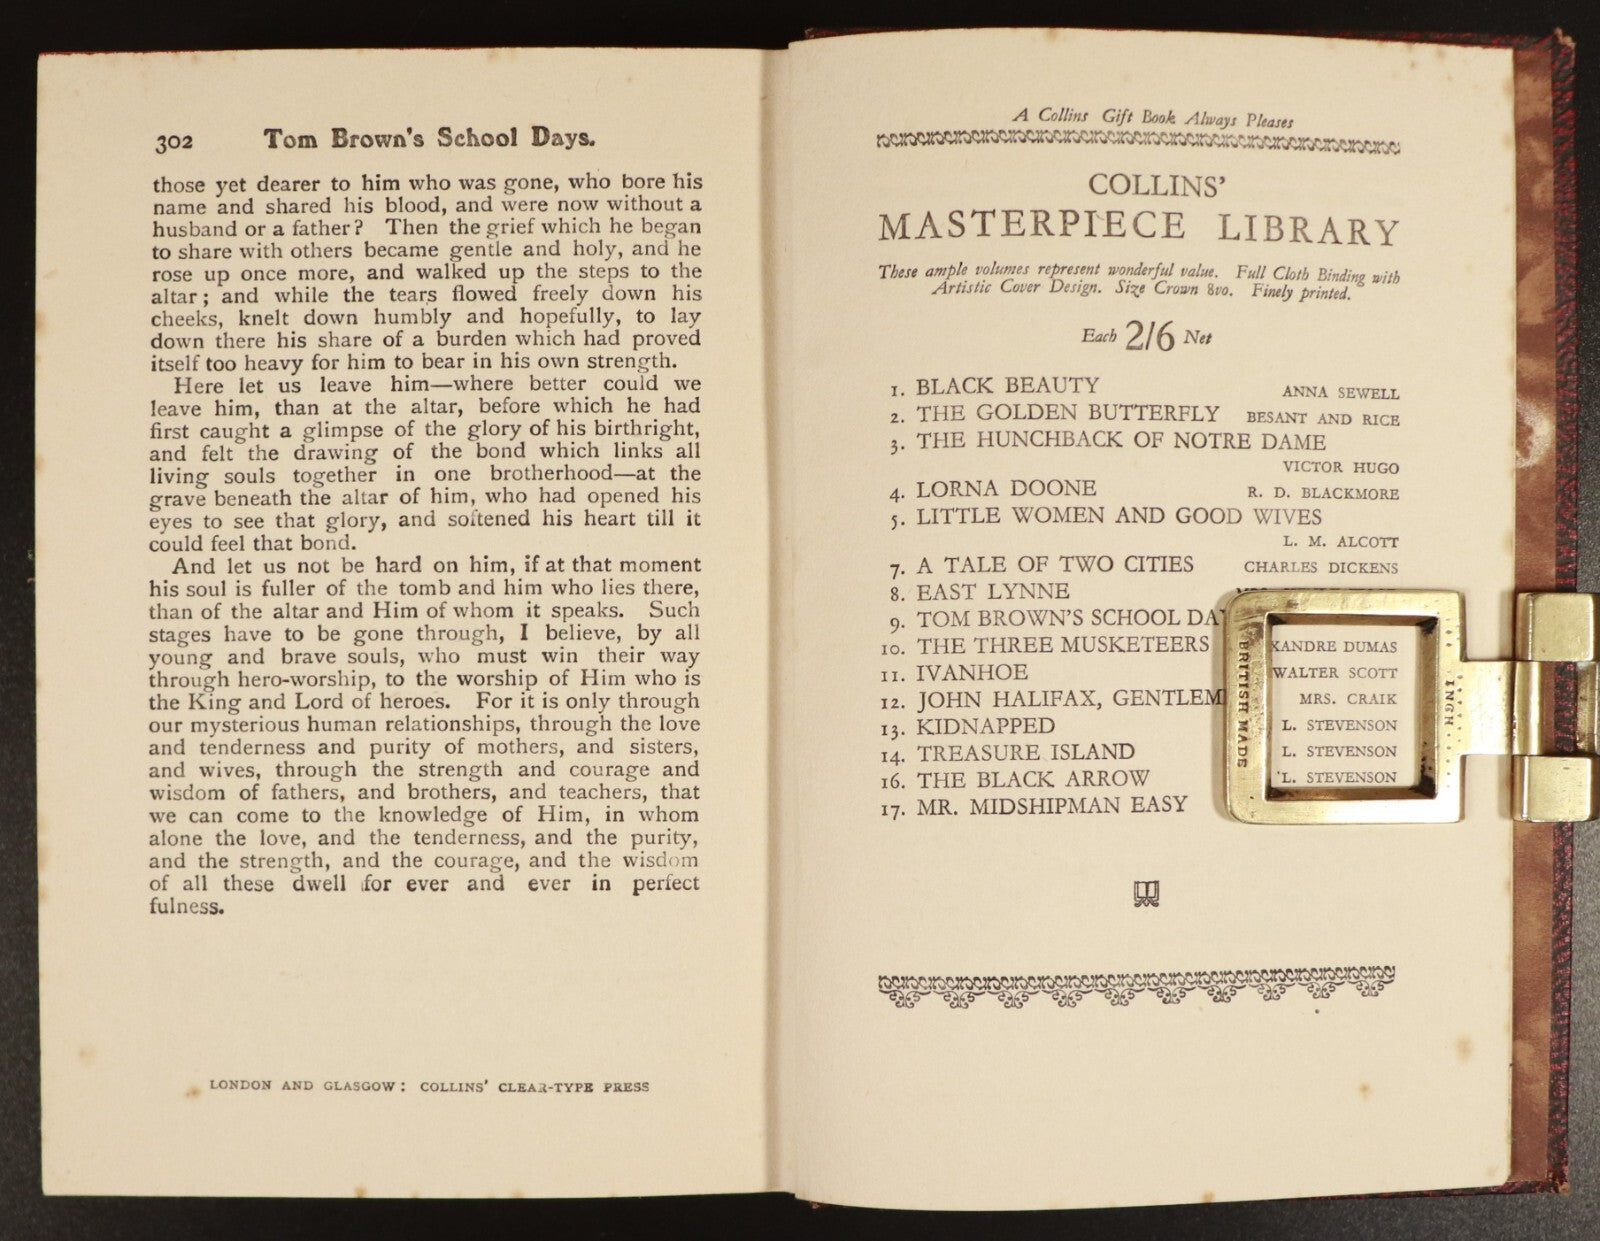 302 Tom Brown's School Days.
those yet dearer to him who was gone, who bore his
name and shared his blood, and were now without a
husband or a father? Then the grief which he began
to share with others became gentle and holy, and he
rose up once more, and walked up the steps to the
altar; and while the tears flowed freely down his
cheeks, knelt down humbly and hopefully, to lay
down there his share of a burden which had proved
itself too heavy for him to bear in his own strength.
Here let us leave him—where better could we
leave him, than at the altar, before which he had
first caught a glimpse of the glory of his birthright,
and felt the drawing of the bond which links all
living souls together in one brotherhood—at the
grave beneath the altar of him, who had opened his
eyes to see that glory, and softened his heart till it
could feel that bond.
And let us not be hard on him, if at that moment
his soul is fuller of the tomb and him who lies there,
than of the altar and Him of whom it speaks. Such
stages have to be gone through, I believe, by all
young and brave souls, who must win their way
through hero-worship, to the worship of Him who is
the King and Lord of heroes. For it is only through
our mysterious human relationships, through the love
and tenderness and purity of mothers, and sisters,
and wives, through the strength and courage and
wisdom of fathers, and brothers, and teachers, that
we can come to the knowledge of Him, in whom
alone the love, and the tenderness, and the purity,
and the strength, and the courage, and the wisdom
of all these dwell for ever and ever in perfect
fulness.
LONDON AND GLASGOW: COLLINS' CLEAR-TYPE PRESS
A Collins Gift Book Always Pleases
COLLINS'
MASTERPIECE LIBRARY
These ample volumes represent wonderful value. Full Cloth Binding with
Artistic Cover Design. Size Crown 8vo. Finely printed.
Each 2/6 Net
1. BLACK BEAUTY ANNA SEWELL
2. THE GOLDEN BUTTERFLY BESANT AND RICE
3. THE HUNCHBACK OF NOTRE DAME
VICTOR HUGO
4. LORNA DOONE R. D. BLACKMORE
5. LITTLE WOMEN AND GOOD WIVES
L. M. ALCOTT
7. A TALE OF TWO CITIES CHARLES DICKENS
8. EAST LYNNE
9. TOM BROWN'S SCHOOL DA
10. THE THREE MUSKETEERS XANDRE DUMAS
11. IVANHOE WALTER SCOTT
12. JOHN HALIFAX, GENTLEM MRS. CRAIK
13. KIDNAPPED L. STEVENSON
14. TREASURE ISLAND L. STEVENSON
16. THE BLACK ARROW L. STEVENSON
17. MR. MIDSHIPMAN EASY
BRITISH MADE
INCH